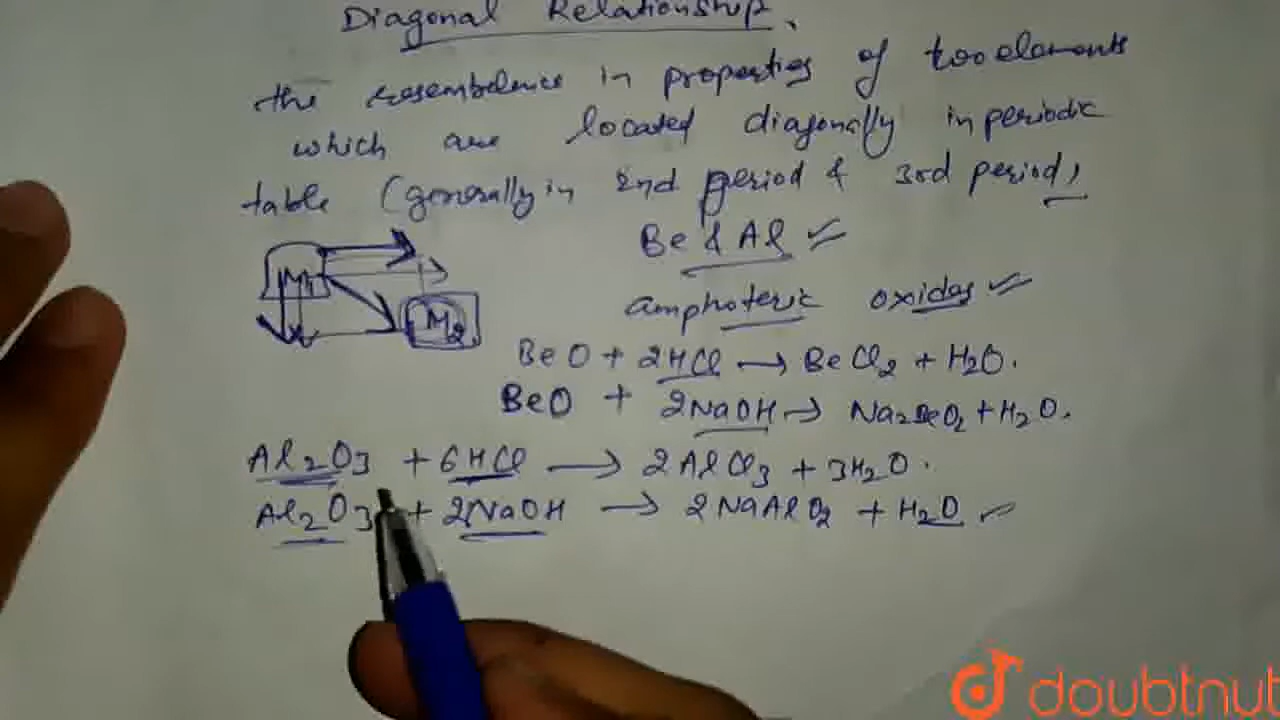 Diagonal Relationship.
the resemblence in properties of two elements
which are located diagonally in periodic
table (generally in 2nd period & 3rd period)
Be & Al
M1
amphoteric oxides
M2
BeO + 2HCl → BeCl2 + H2O.
BeO + 2NaOH → Na2BeO2 + H2O.
Al2O3 + 6HCl → 2AlCl3 + 3H2O.
Al2O3 + 2NaOH → 2NaAlO2 + H2O
doubtnut